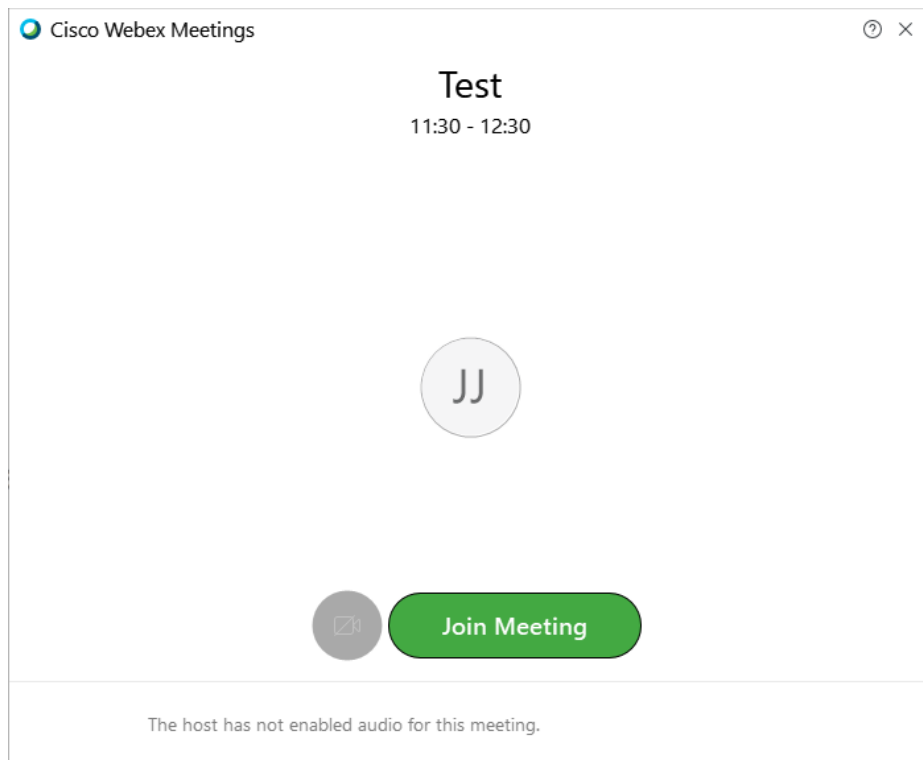 Cisco Webex Meetings
Test
11:30 - 12:30
JJ
Join Meeting
The host has not enabled audio for this meeting.